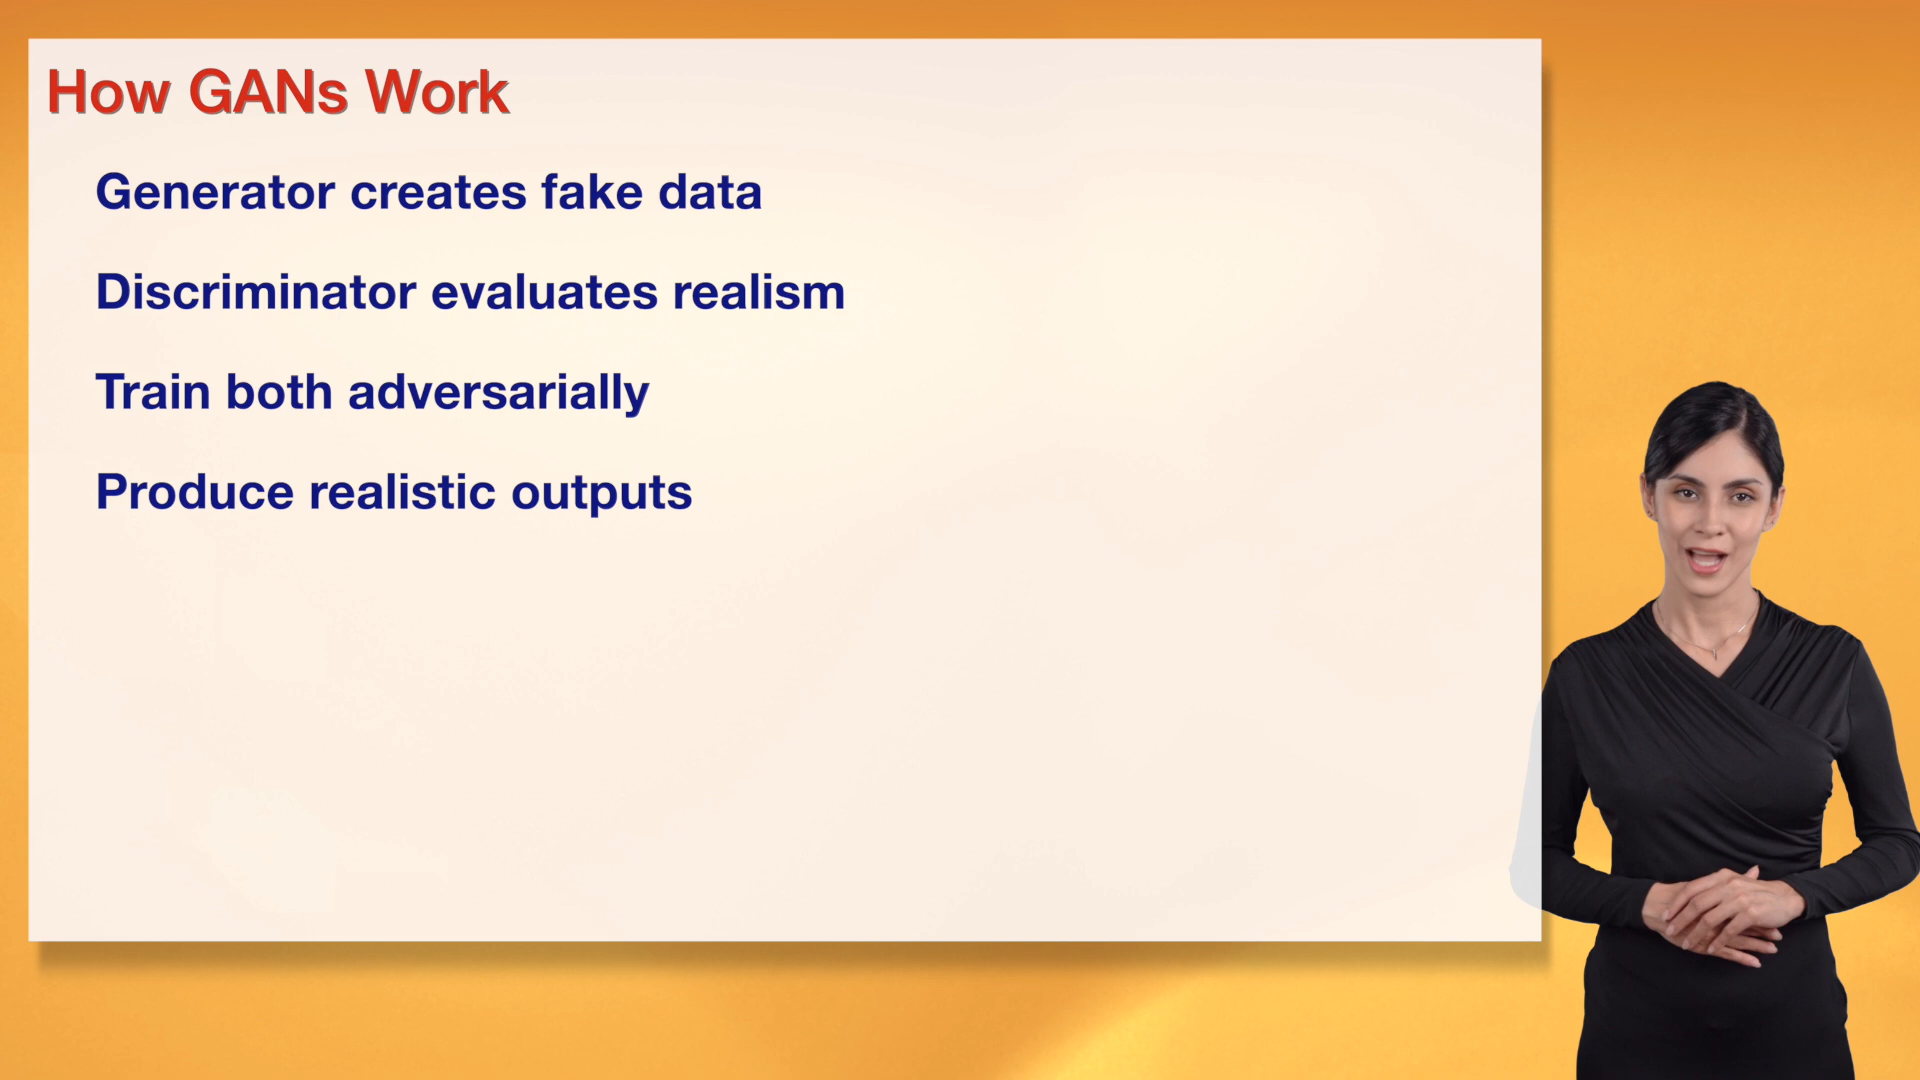 How GANs Work
Generator creates fake data
Discriminator evaluates realism
Train both adversarially
Produce realistic outputs